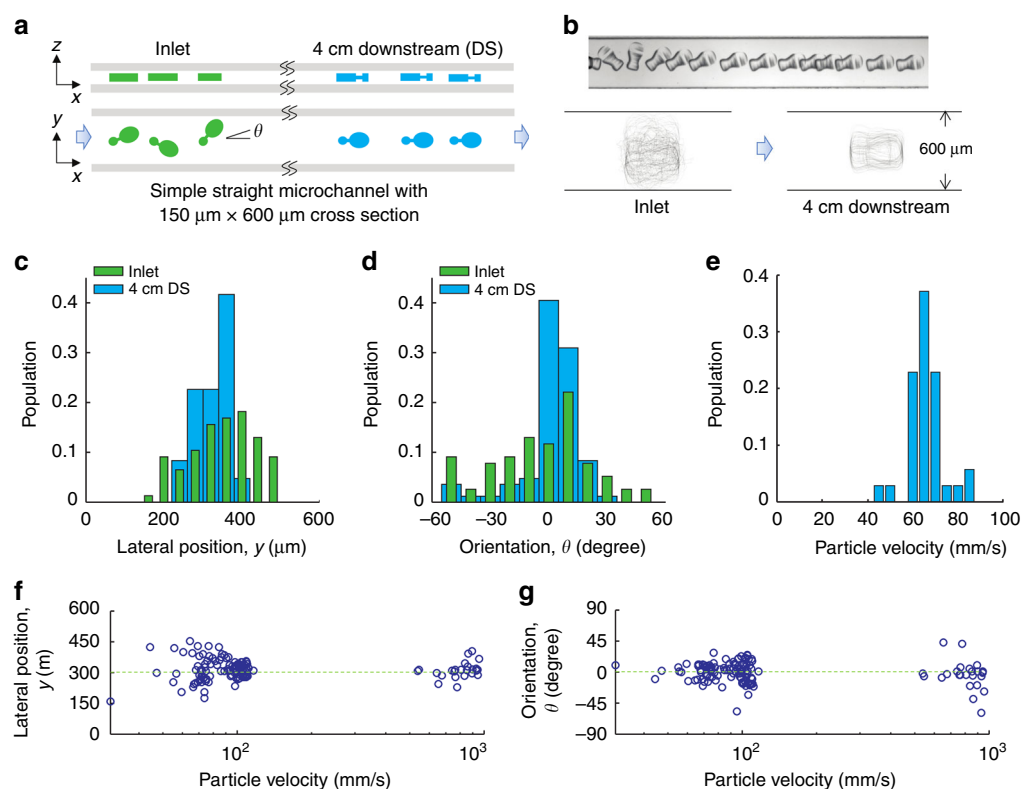 a
z
x
Inlet
4 cm downstream (DS)
y
x
θ
Simple straight microchannel with
150 μm × 600 μm cross section
b
600 μm
Inlet
4 cm downstream
c
Inlet
4 cm DS
Population
0.4
0.3
0.2
0.1
0
0
200
400
600
Lateral position, y (μm)
d
Inlet
4 cm DS
Population
0.4
0.3
0.2
0.1
0
−60
−30
0
30
60
Orientation, θ (degree)
e
Population
0.4
0.3
0.2
0.1
0
0
20
40
60
80
100
Particle velocity (mm/s)
f
Lateral position,
y (m)
600
450
300
150
0
10²
10³
Particle velocity (mm/s)
g
Orientation,
θ (degree)
90
45
0
−45
−90
10²
10³
Particle velocity (mm/s)